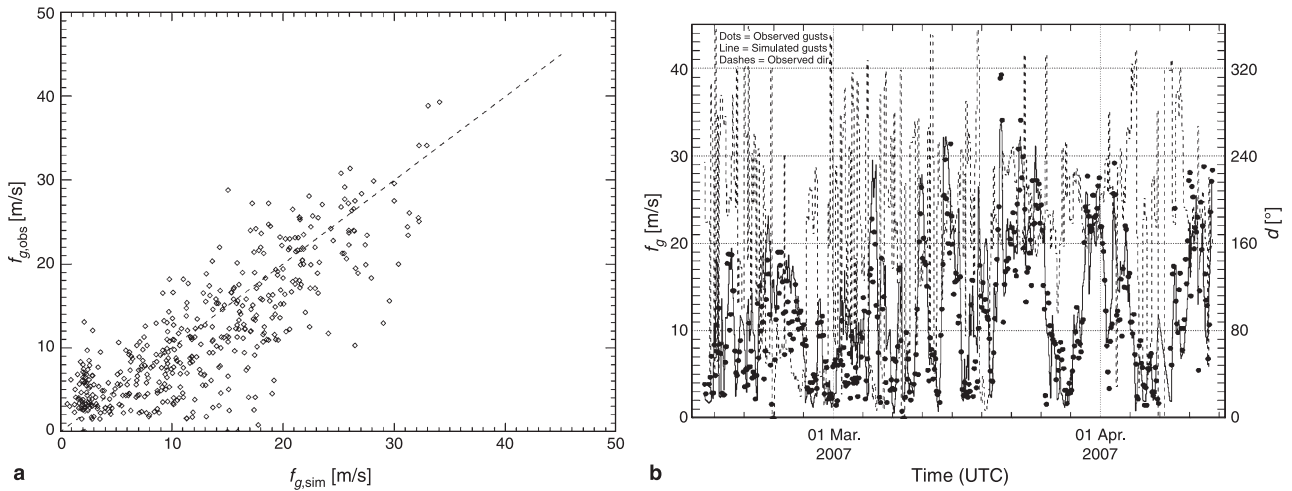 50
40
30
20
10
0
f_g,obs [m/s]
0
10
20
30
40
50
f_g,sim [m/s]
a
Dots = Observed gusts
Line = Simulated gusts
Dashes = Observed dir.
40
30
20
10
0
f_g [m/s]
320
240
160
80
0
d [°]
01 Mar.
2007
01 Apr.
2007
Time (UTC)
b